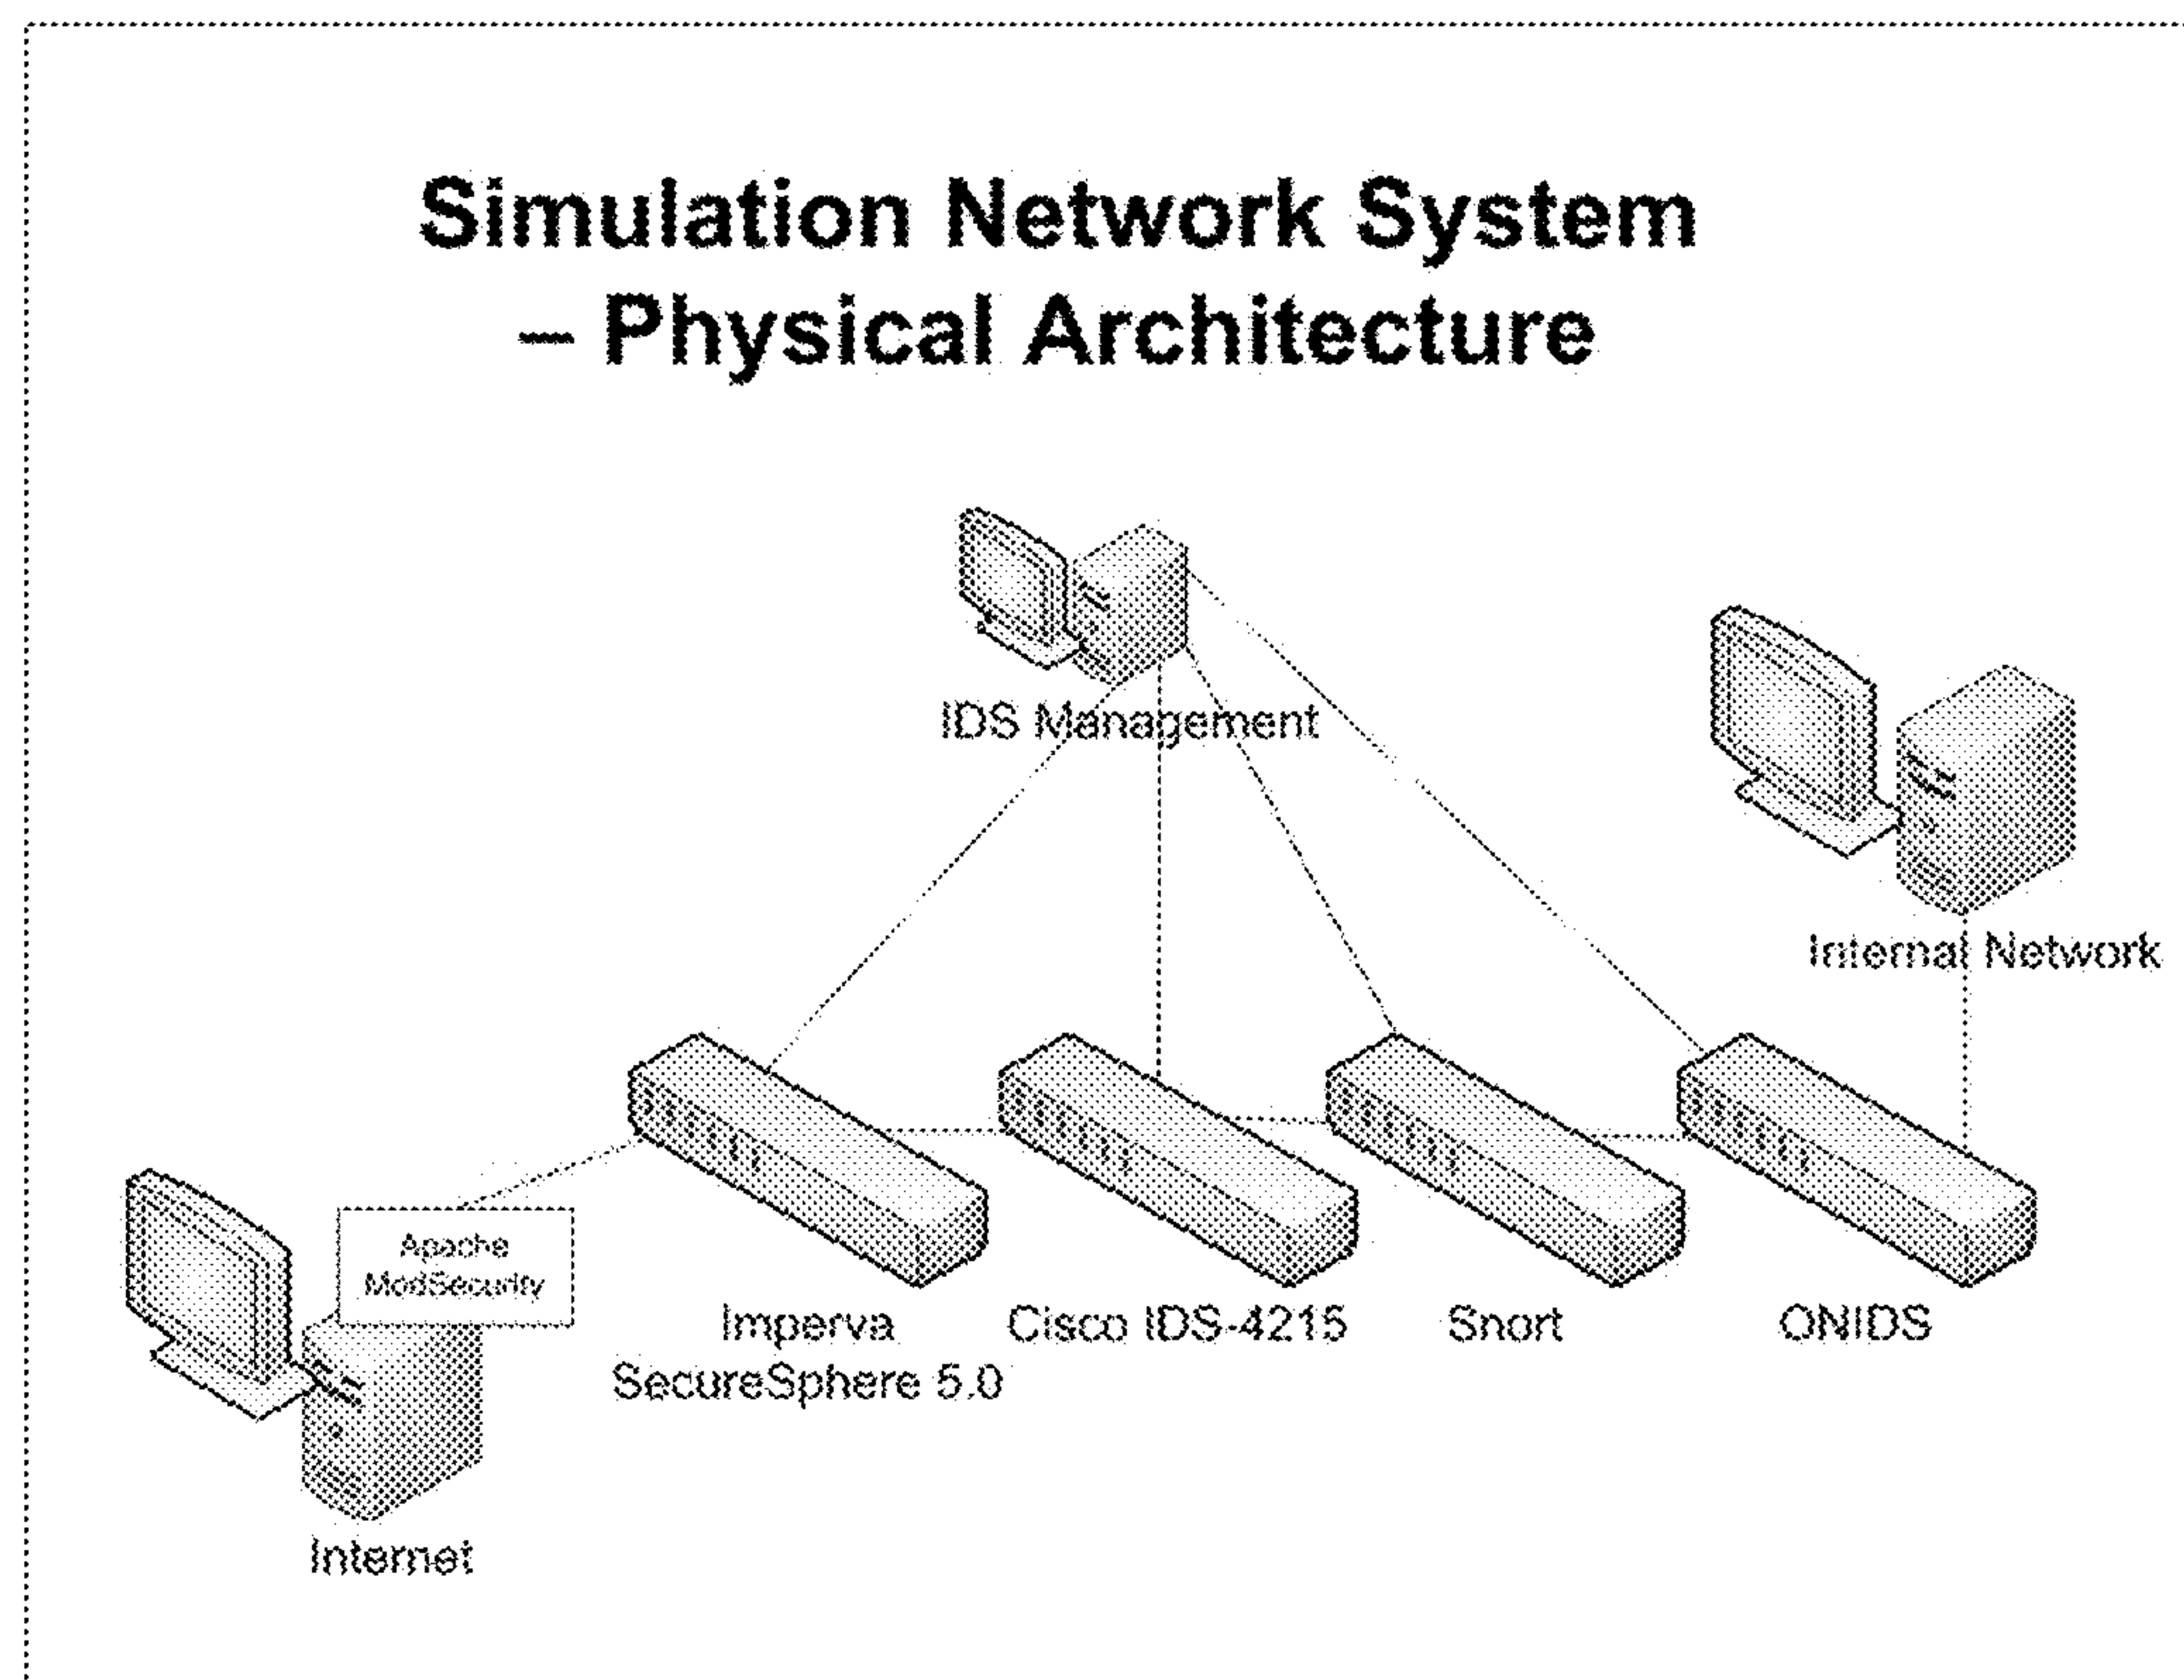 Simulation Network System
– Physical Architecture
IDS Management
Internal Network
Apache
ModSecurity
Imperva
SecureSphere 5.0
Cisco IDS-4215
Snort
ONIDS
Internet